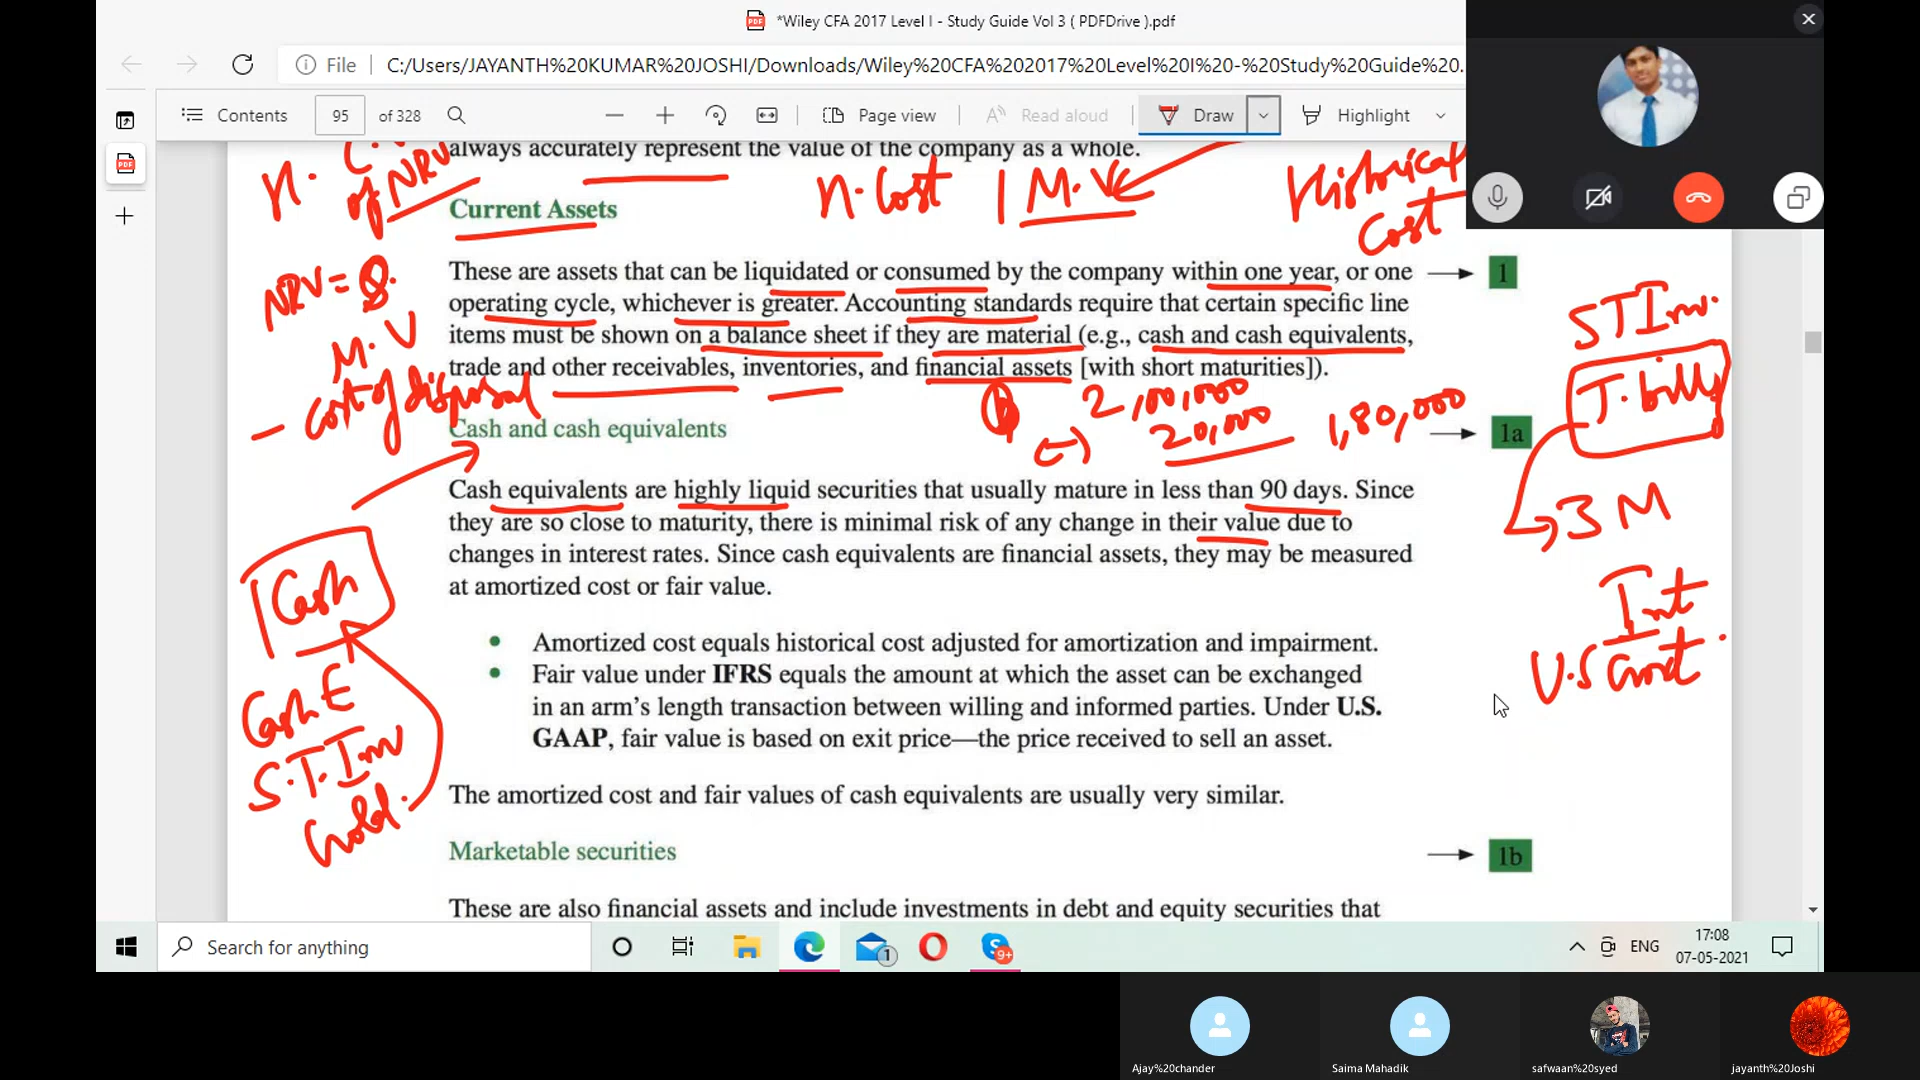 *Wiley CFA 2017 Level I - Study Guide Vol 3 ( PDFDrive ).pdf
File
C:/Users/JAYANTH%20KUMAR%20JOSHI/Downloads/Wiley%20CFA%202017%20Level%20I%20-%20Study%20Guide%20.
Contents
95 of 328
Page view
Read aloud
Draw
Highlight
always accurately represent the value of the company as a whole.
of NRV
H. Cost | M.V
Historical
Cost
Current Assets
These are assets that can be liquidated or consumed by the company within one year, or one
1
operating cycle, whichever is greater. Accounting standards require that certain specific line
items must be shown on a balance sheet if they are material (e.g., cash and cash equivalents,
trade and other receivables, inventories, and financial assets [with short maturities]).
NRV =
M.V
- Cost of disposal
2,00,000
(-) 20,000
1,80,000
ST Inv.
T.bills
3 M
Cash and cash equivalents
1a
Cash equivalents are highly liquid securities that usually mature in less than 90 days. Since
they are so close to maturity, there is minimal risk of any change in their value due to
changes in interest rates. Since cash equivalents are financial assets, they may be measured
at amortized cost or fair value.
Cash
Cash E
S.T. Inv
Gold.
Int
U.S Govt.
• Amortized cost equals historical cost adjusted for amortization and impairment.
• Fair value under IFRS equals the amount at which the asset can be exchanged
in an arm’s length transaction between willing and informed parties. Under U.S.
GAAP, fair value is based on exit price—the price received to sell an asset.
The amortized cost and fair values of cash equivalents are usually very similar.
Marketable securities
1b
These are also financial assets and include investments in debt and equity securities that
Search for anything
1
9+
ENG
17:08
07-05-2021
Ajay%20chander
Saima Mahadik
safwaan%20syed
jayanth%20Joshi